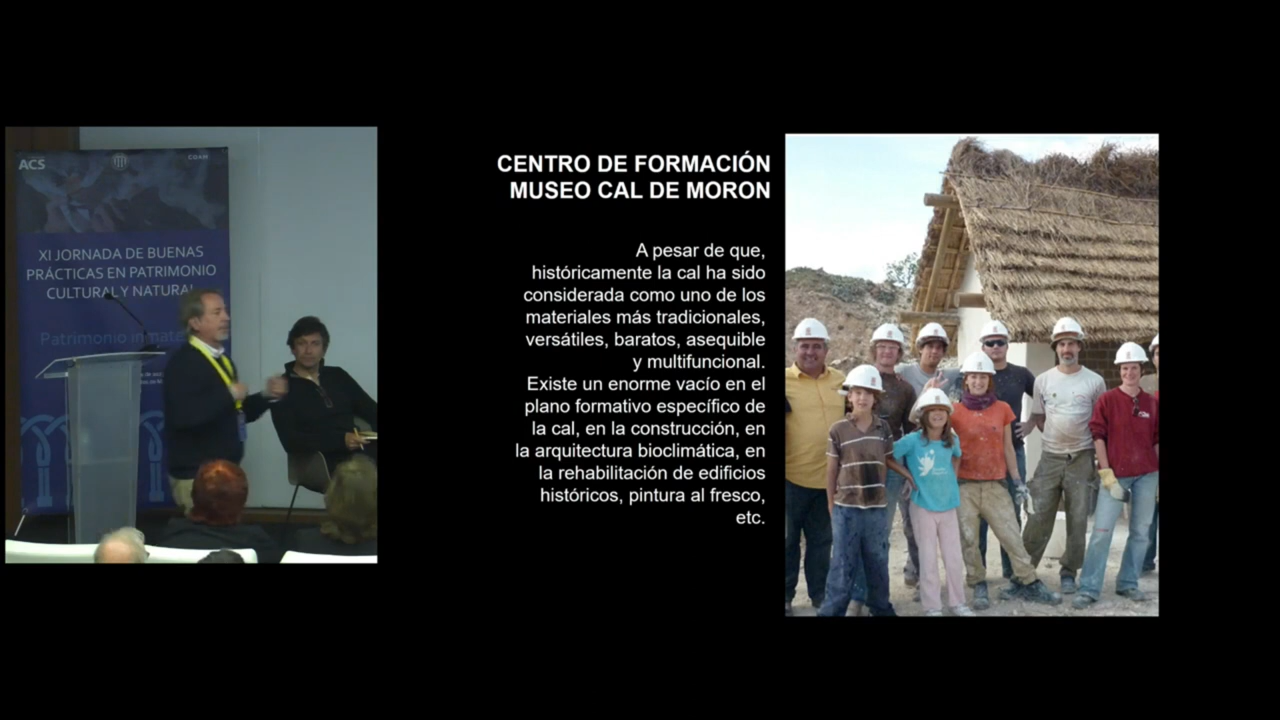 ACS
COAM
XI JORNADA DE BUENAS
PRÁCTICAS EN PATRIMONIO
CULTURAL Y NATURAL
Patrimonio inmate
CENTRO DE FORMACIÓN
MUSEO CAL DE MORON
A pesar de que,
históricamente la cal ha sido
considerada como uno de los
materiales más tradicionales,
versátiles, baratos, asequible
y multifuncional.
Existe un enorme vacío en el
plano formativo específico de
la cal, en la construcción, en
la arquitectura bioclimática, en
la rehabilitación de edificios
históricos, pintura al fresco,
etc.